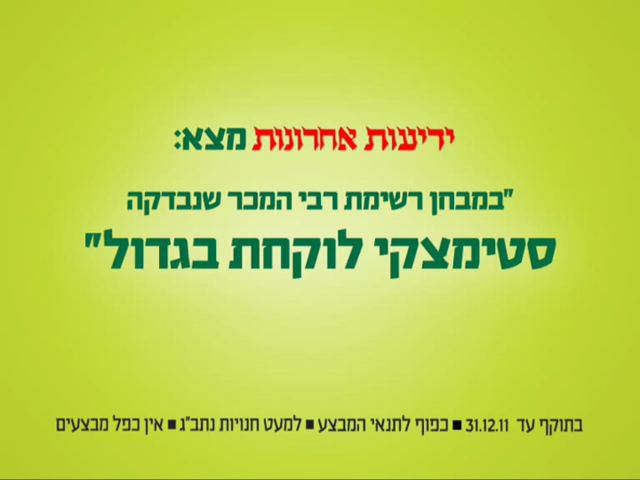 ידיעות אחרונות מצא:
"במבחן רשימת רבי המכר שנבדקה
סטימצקי לוקחת בגדול"
בתוקף עד 31.12.11 ■ כפוף לתנאי המבצע ■ למעט חנויות נתב"ג ■ אין כפל מבצעים